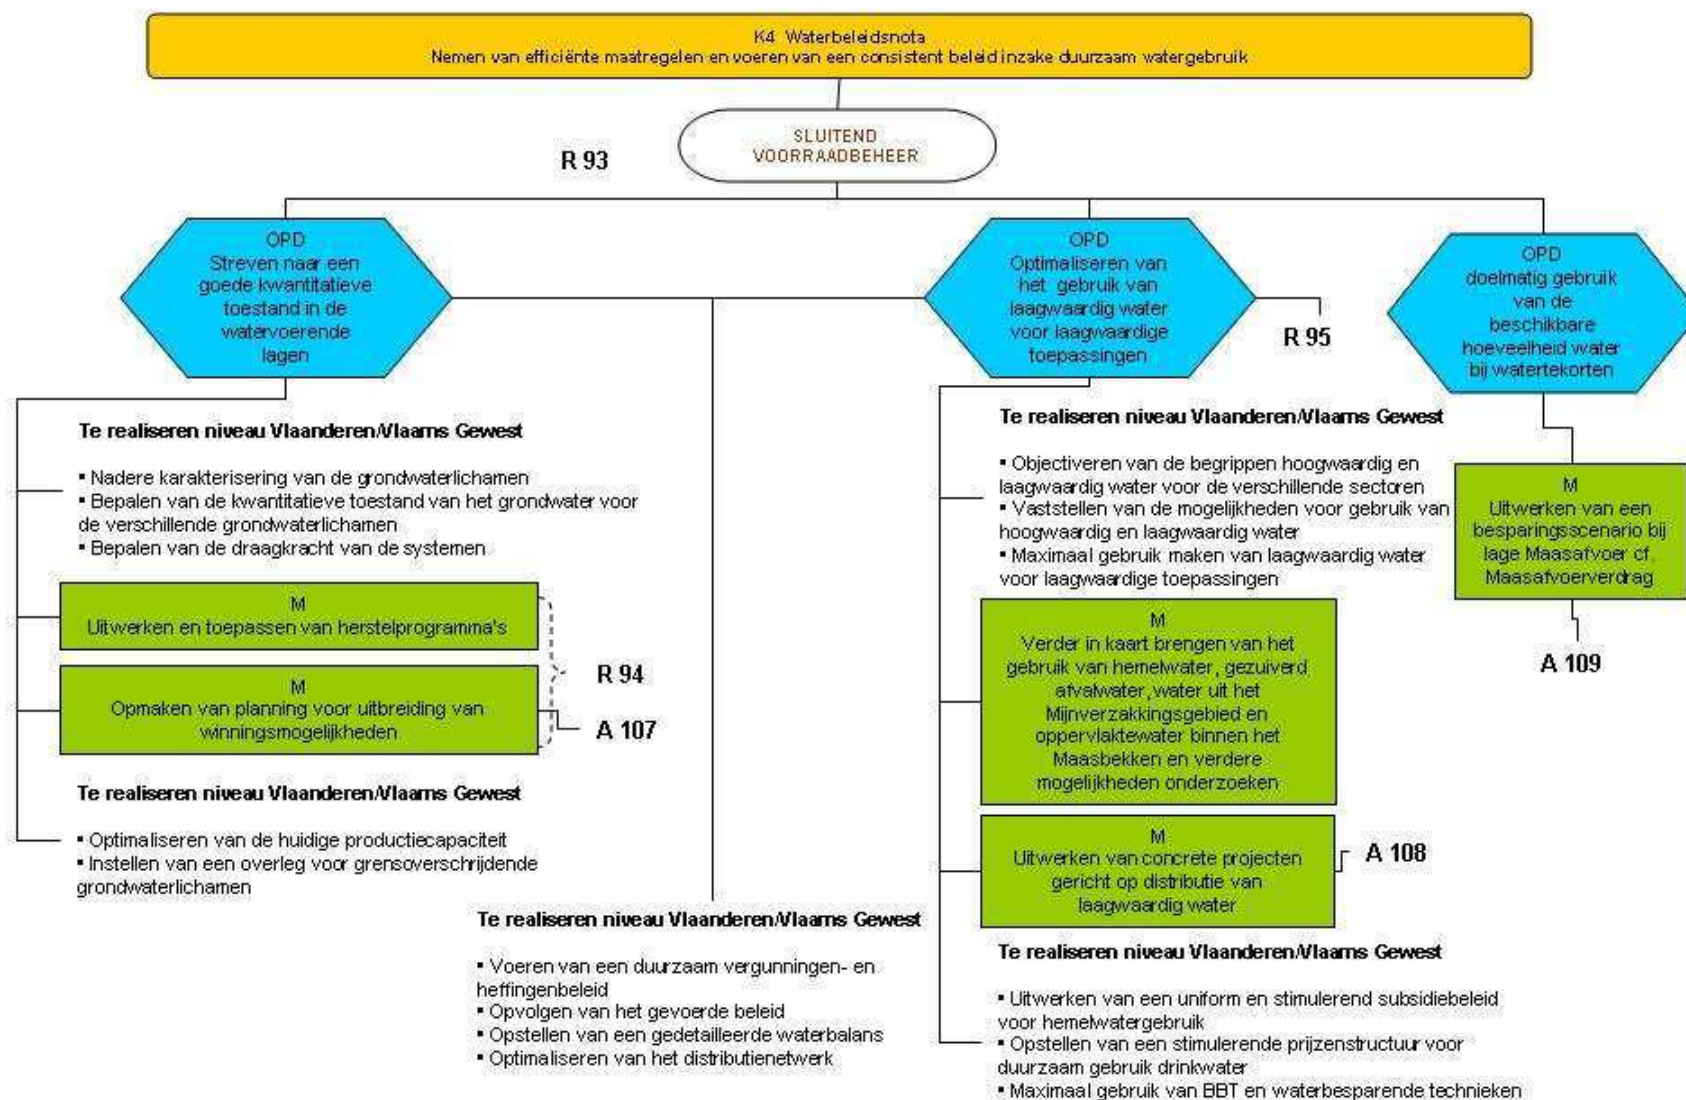 K4 Waterbeleidsnota
Nemen van efficiënte maatregelen en voeren van een consistent beleid inzake duurzaam watergebruik
SLUITEND
VOORRAADBEHEER
R 93
OPD
Streven naar een
goede kwantitatieve
toestand in de
watervoerende
lagen
OPD
Optimaliseren van
het gebruik van
laagwaardig water
voor laagwaardige
toepassingen
R 95
OPD
doelmatig gebruik
van de
beschikbare
hoeveelheid water
bij watertekorten
Te realiseren niveau Vlaanderen/Vlaams Gewest
▪ Nadere karakterisering van de grondwaterlichamen
▪ Bepalen van de kwantitatieve toestand van het grondwater voor
de verschillende grondwaterlichamen
▪ Bepalen van de draagkracht van de systemen
M
Uitwerken en toepassen van herstelprogramma's
M
Opmaken van planning voor uitbreiding van
winningsmogelijkheden
R 94
A 107
Te realiseren niveau Vlaanderen/Vlaams Gewest
▪ Optimaliseren van de huidige productiecapaciteit
▪ Instellen van een overleg voor grensoverschrijdende
grondwaterlichamen
Te realiseren niveau Vlaanderen/Vlaams Gewest
▪ Voeren van een duurzaam vergunningen- en
heffingenbeleid
▪ Opvolgen van het gevoerde beleid
▪ Opstellen van een gedetailleerde waterbalans
▪ Optimaliseren van het distributienetwerk
Te realiseren niveau Vlaanderen/Vlaams Gewest
▪ Objectiveren van de begrippen hoogwaardig en
laagwaardig water voor de verschillende sectoren
▪ Vaststellen van de mogelijkheden voor gebruik van
hoogwaardig en laagwaardig water
▪ Maximaal gebruik maken van laagwaardig water
voor laagwaardige toepassingen
M
Verder in kaart brengen van het
gebruik van hemelwater, gezuiverd
afvalwater, water uit het
Mijnverzakkingsgebied en
oppervlaktewater binnen het
Maasbekken en verdere
mogelijkheden onderzoeken
M
Uitwerken van concrete projecten
gericht op distributie van
laagwaardig water
A 108
Te realiseren niveau Vlaanderen/Vlaams Gewest
▪ Uitwerken van een uniform en stimulerend subsidiebeleid
voor hemelwatergebruik
▪ Opstellen van een stimulerende prijzenstructuur voor
duurzaam gebruik drinkwater
▪ Maximaal gebruik van BBT en waterbesparende technieken
M
Uitwerken van een
besparingsscenario bij
lage Maasafvoer cf.
Maasafvoerverdrag
A 109